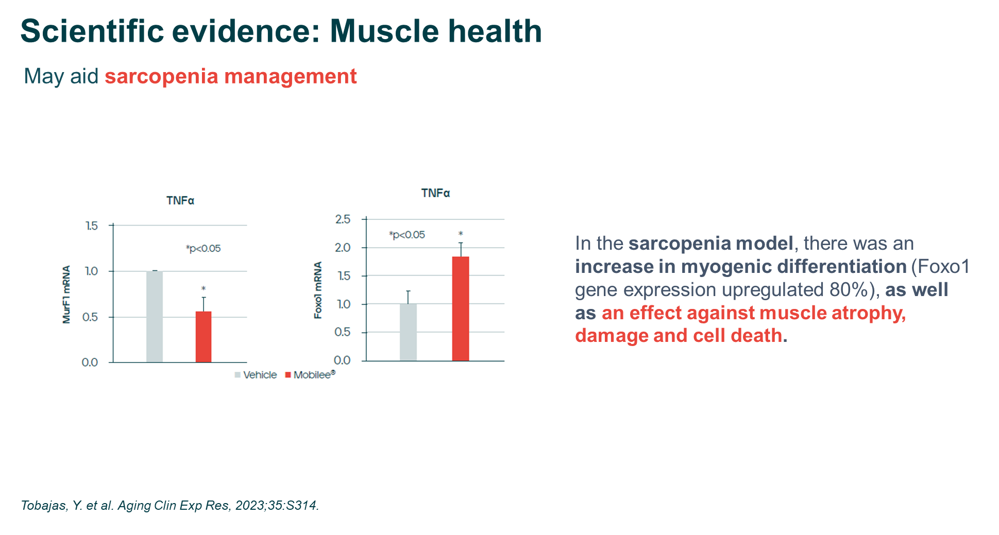 Scientific evidence: Muscle health
May aid sarcopenia management
TNFα
1.5
*p<0.05
1.0
*
0.5
0.0
MurF1 mRNA
TNFα
2.5
*p<0.05
*
2.0
1.5
1.0
0.5
0.0
Foxo1 mRNA
Vehicle
Mobilee®
In the sarcopenia model, there was an
increase in myogenic differentiation (Foxo1
gene expression upregulated 80%), as well
as an effect against muscle atrophy,
damage and cell death.
Tobajas, Y. et al. Aging Clin Exp Res, 2023;35:S314.